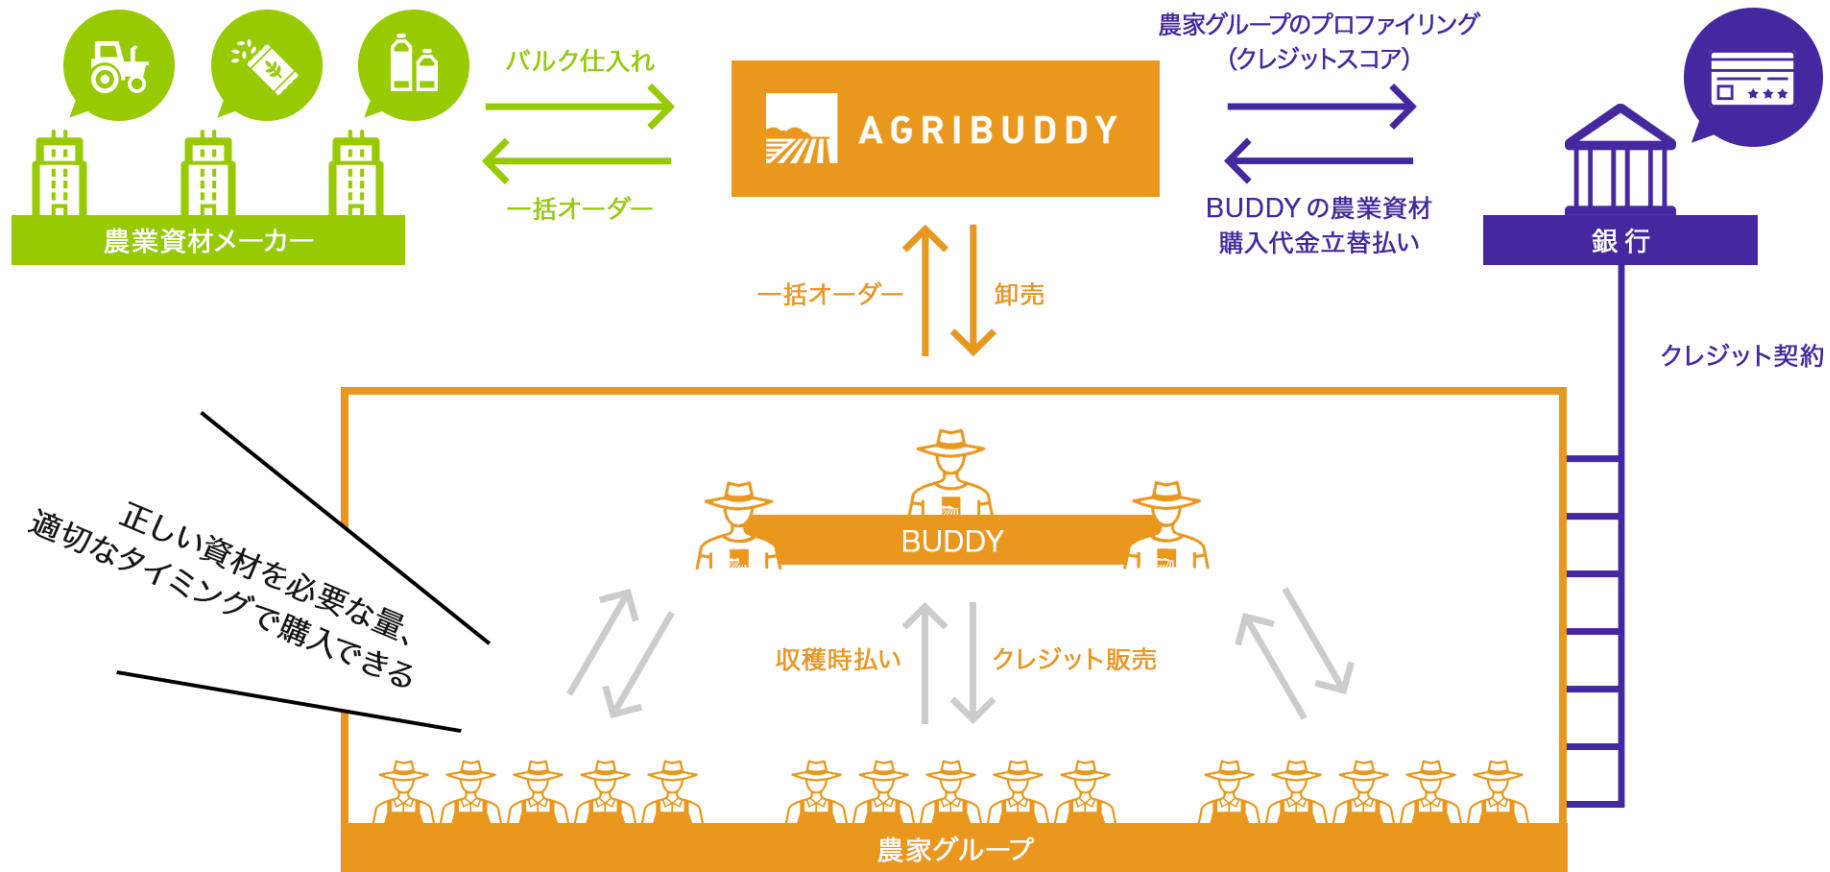 バルク仕入れ
一括オーダー
農業資材メーカー
AGRIBUDDY
農家グループのプロファイリング
（クレジットスコア）
BUDDYの農業資材
購入代金立替払い
銀行
一括オーダー
卸売
クレジット契約
正しい資材を必要な量、
適切なタイミングで購入できる
BUDDY
収穫時払い
クレジット販売
農家グループ